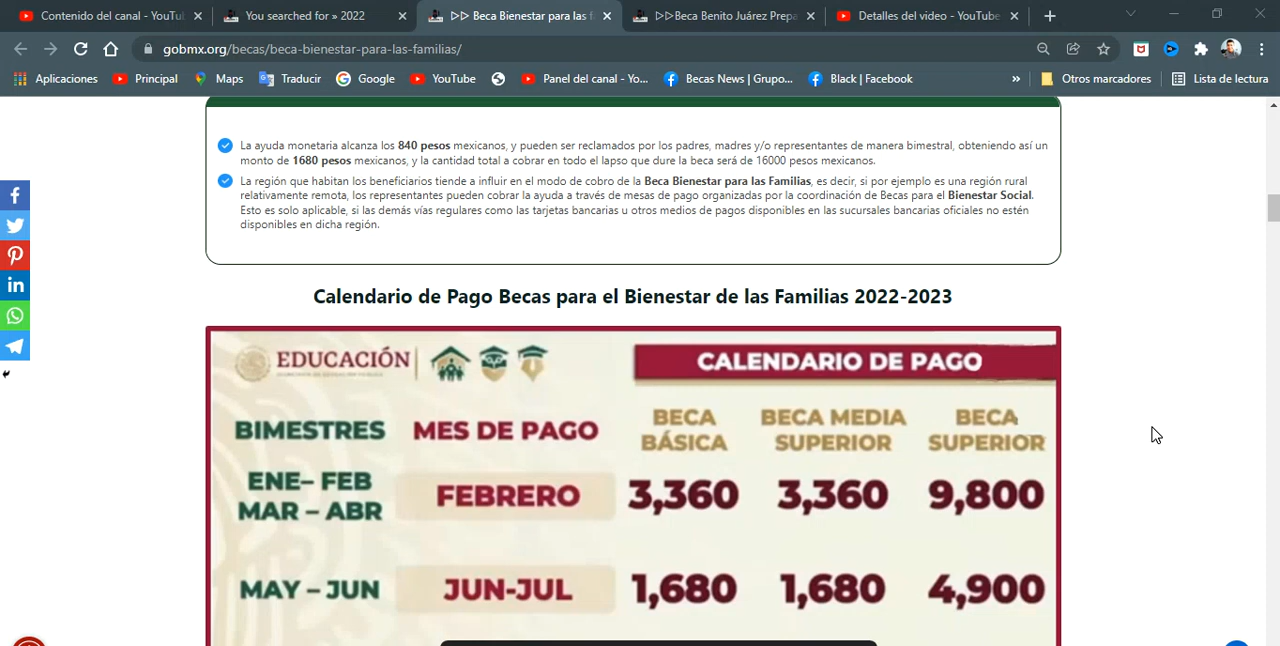 Contenido del canal - YouTu
You searched for » 2022
▷▷ Beca Bienestar para las f
▷▷Beca Benito Juárez Prepa
Detalles del video - YouTube
gobmx.org/becas/beca-bienestar-para-las-familias/
Aplicaciones
Principal
Maps
Traducir
Google
YouTube
Panel del canal - Yo...
Becas News | Grupo...
Black | Facebook
»
Otros marcadores
Lista de lectura
La ayuda monetaria alcanza los 840 pesos mexicanos, y pueden ser reclamados por los padres, madres y/o representantes de manera bimestral, obteniendo así un
monto de 1680 pesos mexicanos, y la cantidad total a cobrar en todo el lapso que dure la beca será de 16000 pesos mexicanos.
La región que habitan los beneficiarios tiende a influir en el modo de cobro de la Beca Bienestar para las Familias, es decir, si por ejemplo es una región rural
relativamente remota, los representantes pueden cobrar la ayuda a través de mesas de pago organizadas por la coordinación de Becas para el Bienestar Social.
Esto es solo aplicable, si las demás vías regulares como las tarjetas bancarias u otros medios de pagos disponibles en las sucursales bancarias oficiales no estén
disponibles en dicha región.
Calendario de Pago Becas para el Bienestar de las Familias 2022-2023
EDUCACIÓN
CALENDARIO DE PAGO
BIMESTRES
MES DE PAGO
BECA
BÁSICA
BECA MEDIA
SUPERIOR
BECA
SUPERIOR
ENE– FEB
MAR – ABR
FEBRERO
3,360
3,360
9,800
MAY – JUN
JUN-JUL
1,680
1,680
4,900